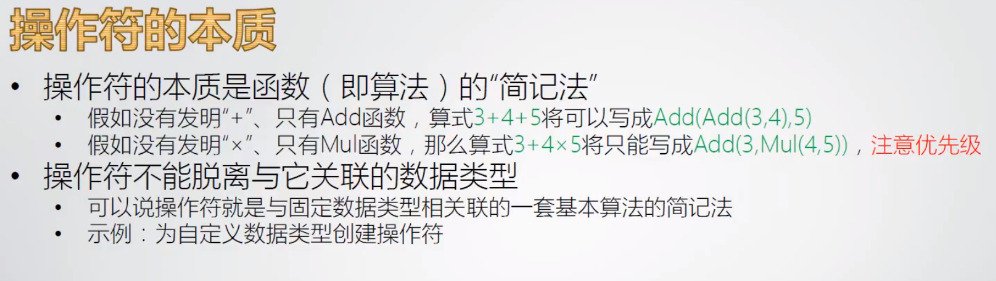 操作符的本质
• 操作符的本质是函数（即算法）的“简记法”
• 假如没有发明“+”、只有Add函数，算式3+4+5将可以写成Add(Add(3,4),5)
• 假如没有发明“×”、只有Mul函数，那么算式3+4×5将只能写成Add(3,Mul(4,5))，注意优先级
• 操作符不能脱离与它关联的数据类型
• 可以说操作符就是与固定数据类型相关联的一套基本算法的简记法
• 示例：为自定义数据类型创建操作符